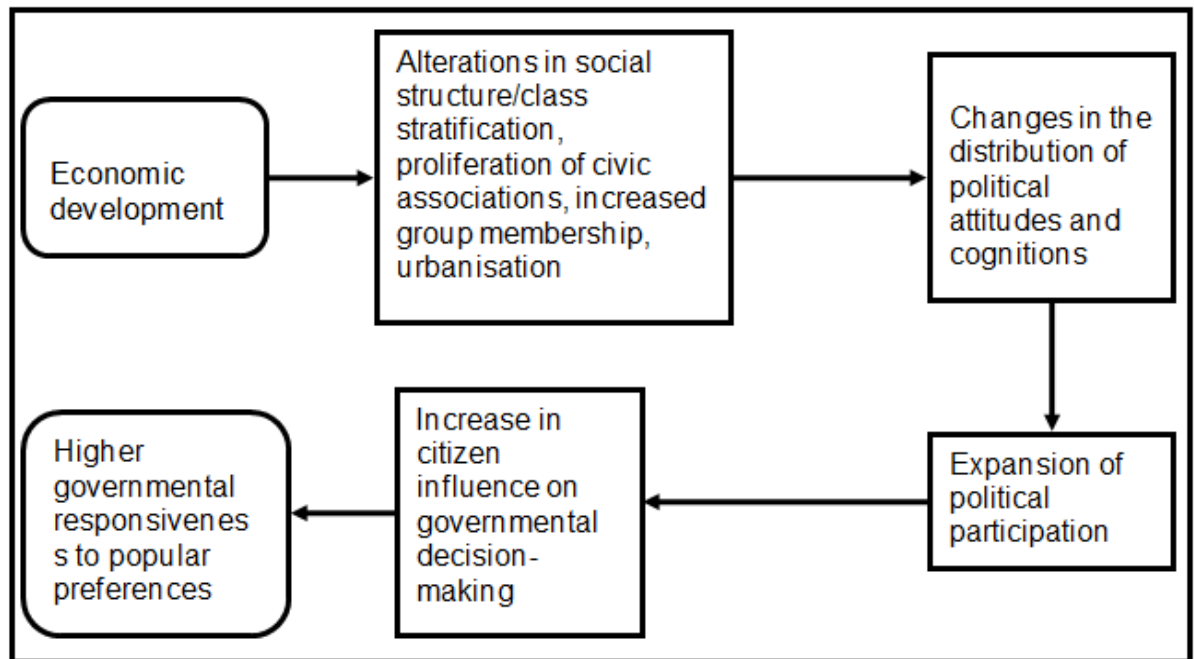 Economic
development
Alterations in social
structure/class
stratification,
proliferation of civic
associations, increased
group membership,
urbanisation
Changes in the
distribution of
political
attitudes and
cognitions
Expansion of
political
participation
Increase in
citizen
influence on
governmental
decision-
making
Higher
governmental
responsivenes
s to popular
preferences